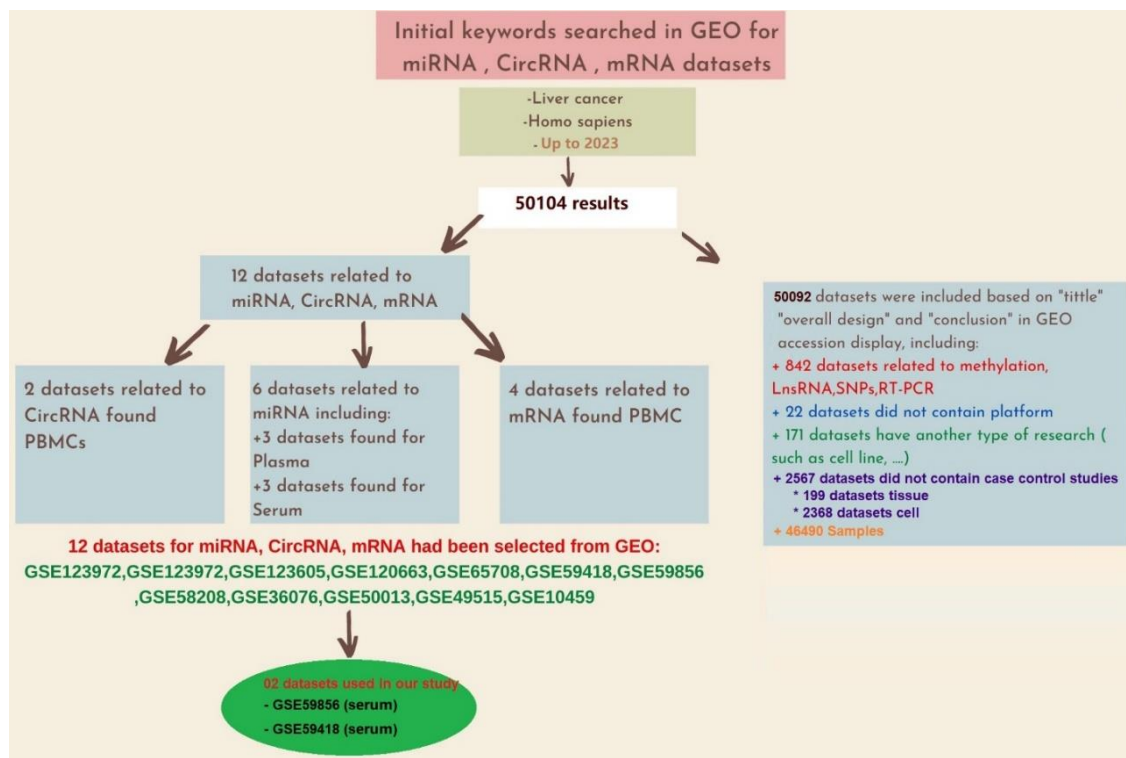 Initial keywords searched in GEO for
miRNA , CircRNA , mRNA datasets
-Liver cancer
-Homo sapiens
- Up to 2023
50104 results
12 datasets related to
miRNA, CircRNA, mRNA
2 datasets related to
CircRNA found
PBMCs
6 datasets related to
miRNA including:
+3 datasets found for
Plasma
+3 datasets found for
Serum
4 datasets related to
mRNA found PBMC
50092 datasets were included based on "tittle"
"overall design" and "conclusion" in GEO
accession display, including:
+ 842 datasets related to methylation,
LnsRNA,SNPs,RT-PCR
+ 22 datasets did not contain platform
+ 171 datasets have another type of research (
such as cell line, ....)
+ 2567 datasets did not contain case control studies
* 199 datasets tissue
* 2368 datasets cell
+ 46490 Samples
12 datasets for miRNA, CircRNA, mRNA had been selected from GEO:
GSE123972,GSE123972,GSE123605,GSE120663,GSE65708,GSE59418,GSE59856
,GSE58208,GSE36076,GSE50013,GSE49515,GSE10459
02 datasets used in our study
- GSE59856 (serum)
- GSE59418 (serum)